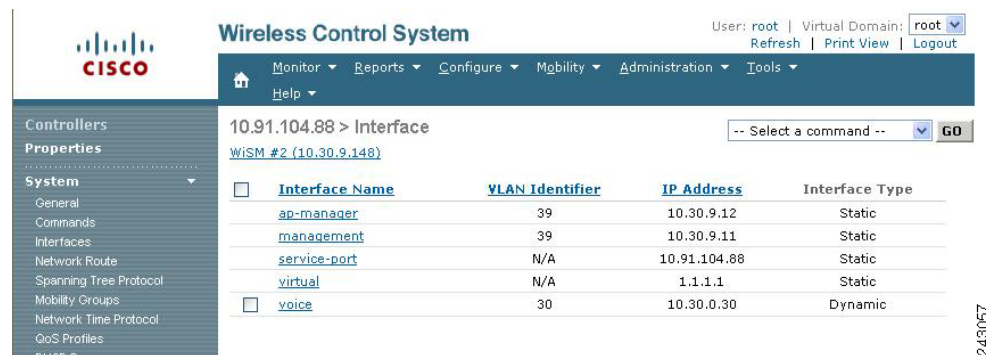 CISCO
Wireless Control System
User: root | Virtual Domain: root
Refresh | Print View | Logout
Monitor Reports Configure Mobility Administration Tools
Help
Controllers
Properties
System
General
Commands
Interfaces
Network Route
Spanning Tree Protocol
Mobility Groups
Network Time Protocol
QoS Profiles
10.91.104.88 > Interface
-- Select a command -- GO
WiSM #2 (10.30.9.148)
Interface Name VLAN Identifier IP Address Interface Type
ap-manager 39 10.30.9.12 Static
management 39 10.30.9.11 Static
service-port N/A 10.91.104.88 Static
virtual N/A 1.1.1.1 Static
voice 30 10.30.0.30 Dynamic
243057